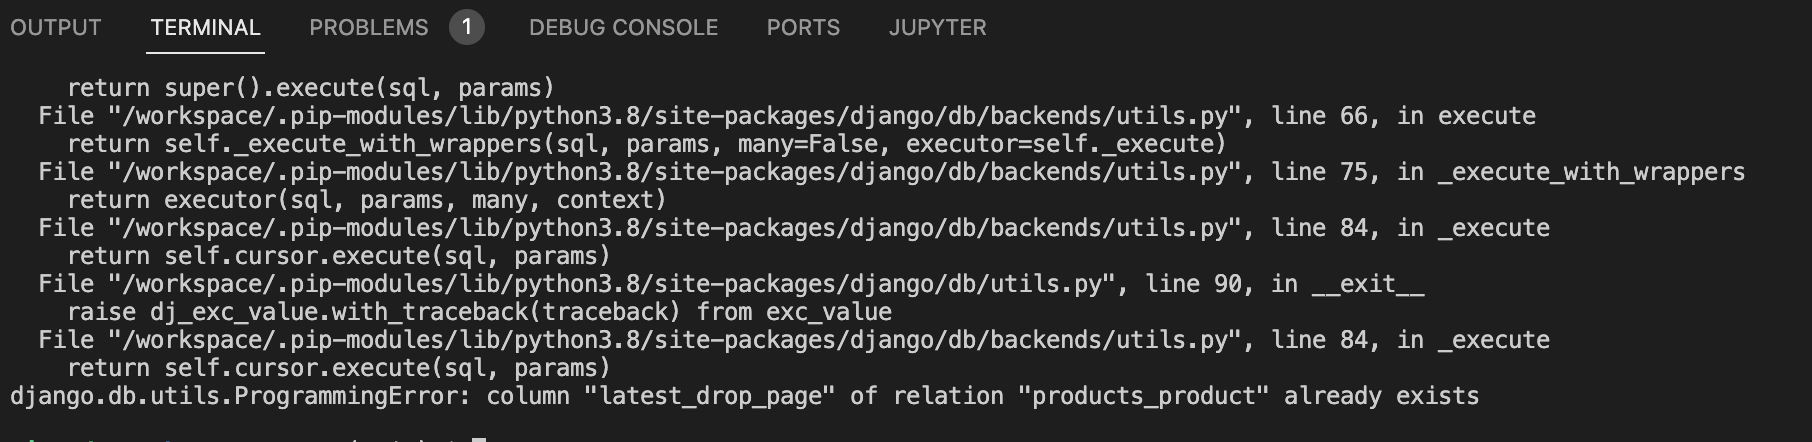 OUTPUT TERMINAL PROBLEMS 1 DEBUG CONSOLE PORTS JUPYTER
    return super().execute(sql, params)
  File "/workspace/.pip-modules/lib/python3.8/site-packages/django/db/backends/utils.py", line 66, in execute
    return self._execute_with_wrappers(sql, params, many=False, executor=self._execute)
  File "/workspace/.pip-modules/lib/python3.8/site-packages/django/db/backends/utils.py", line 75, in _execute_with_wrappers
    return executor(sql, params, many, context)
  File "/workspace/.pip-modules/lib/python3.8/site-packages/django/db/backends/utils.py", line 84, in _execute
    return self.cursor.execute(sql, params)
  File "/workspace/.pip-modules/lib/python3.8/site-packages/django/db/utils.py", line 90, in __exit__
    raise dj_exc_value.with_traceback(traceback) from exc_value
  File "/workspace/.pip-modules/lib/python3.8/site-packages/django/db/backends/utils.py", line 84, in _execute
    return self.cursor.execute(sql, params)
django.db.utils.ProgrammingError: column "latest_drop_page" of relation "products_product" already exists